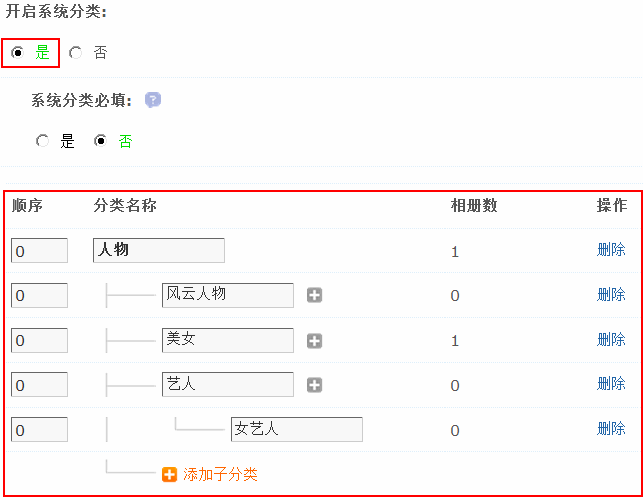 开启系统分类:
是 否
系统分类必填: ?
是 否
顺序 分类名称 相册数 操作
0 人物 1 删除
0 风云人物 0 删除
0 美女 1 删除
0 艺人 0 删除
0 女艺人 0 删除
添加子分类